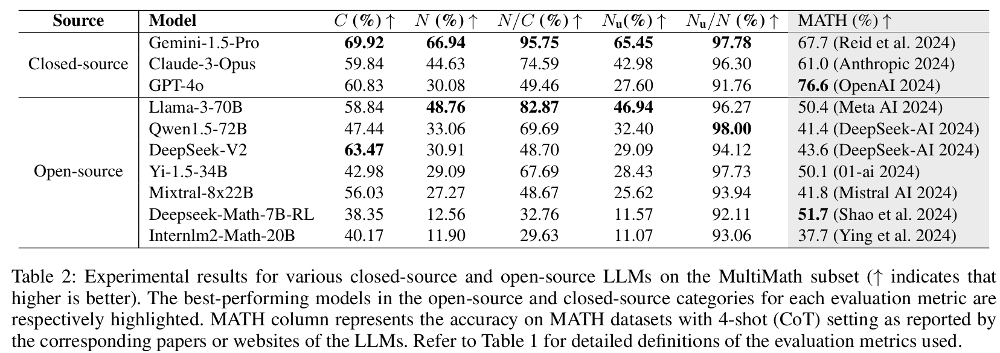 Source Model C (%) ↑ N (%) ↑ N/C (%) ↑ Nu(%) ↑ Nu/N (%) ↑ MATH (%) ↑
Gemini-1.5-Pro 69.92 66.94 95.75 65.45 97.78 67.7 (Reid et al. 2024)
Closed-source Claude-3-Opus 59.84 44.63 74.59 42.98 96.30 61.0 (Anthropic 2024)
GPT-4o 60.83 30.08 49.46 27.60 91.76 76.6 (OpenAI 2024)
Llama-3-70B 58.84 48.76 82.87 46.94 96.27 50.4 (Meta AI 2024)
Qwen1.5-72B 47.44 33.06 69.69 32.40 98.00 41.4 (DeepSeek-AI 2024)
DeepSeek-V2 63.47 30.91 48.70 29.09 94.12 43.6 (DeepSeek-AI 2024)
Open-source Yi-1.5-34B 42.98 29.09 67.69 28.43 97.73 50.1 (01-ai 2024)
Mixtral-8x22B 56.03 27.27 48.67 25.62 93.94 41.8 (Mistral AI 2024)
Deepseek-Math-7B-RL 38.35 12.56 32.76 11.57 92.11 51.7 (Shao et al. 2024)
Internlm2-Math-20B 40.17 11.90 29.63 11.07 93.06 37.7 (Ying et al. 2024)
Table 2: Experimental results for various closed-source and open-source LLMs on the MultiMath subset (↑ indicates that
higher is better). The best-performing models in the open-source and closed-source categories for each evaluation metric are
respectively highlighted. MATH column represents the accuracy on MATH datasets with 4-shot (CoT) setting as reported by
the corresponding papers or websites of the LLMs. Refer to Table 1 for detailed definitions of the evaluation metrics used.